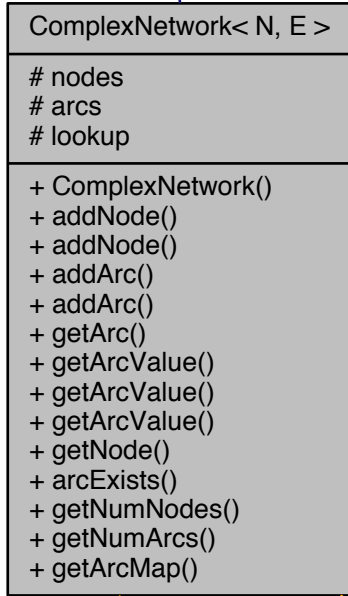 ComplexNetwork< N, E >
# nodes
# arcs
# lookup
+ ComplexNetwork()
+ addNode()
+ addNode()
+ addArc()
+ addArc()
+ getArc()
+ getArcValue()
+ getArcValue()
+ getArcValue()
+ getNode()
+ arcExists()
+ getNumNodes()
+ getNumArcs()
+ getArcMap()